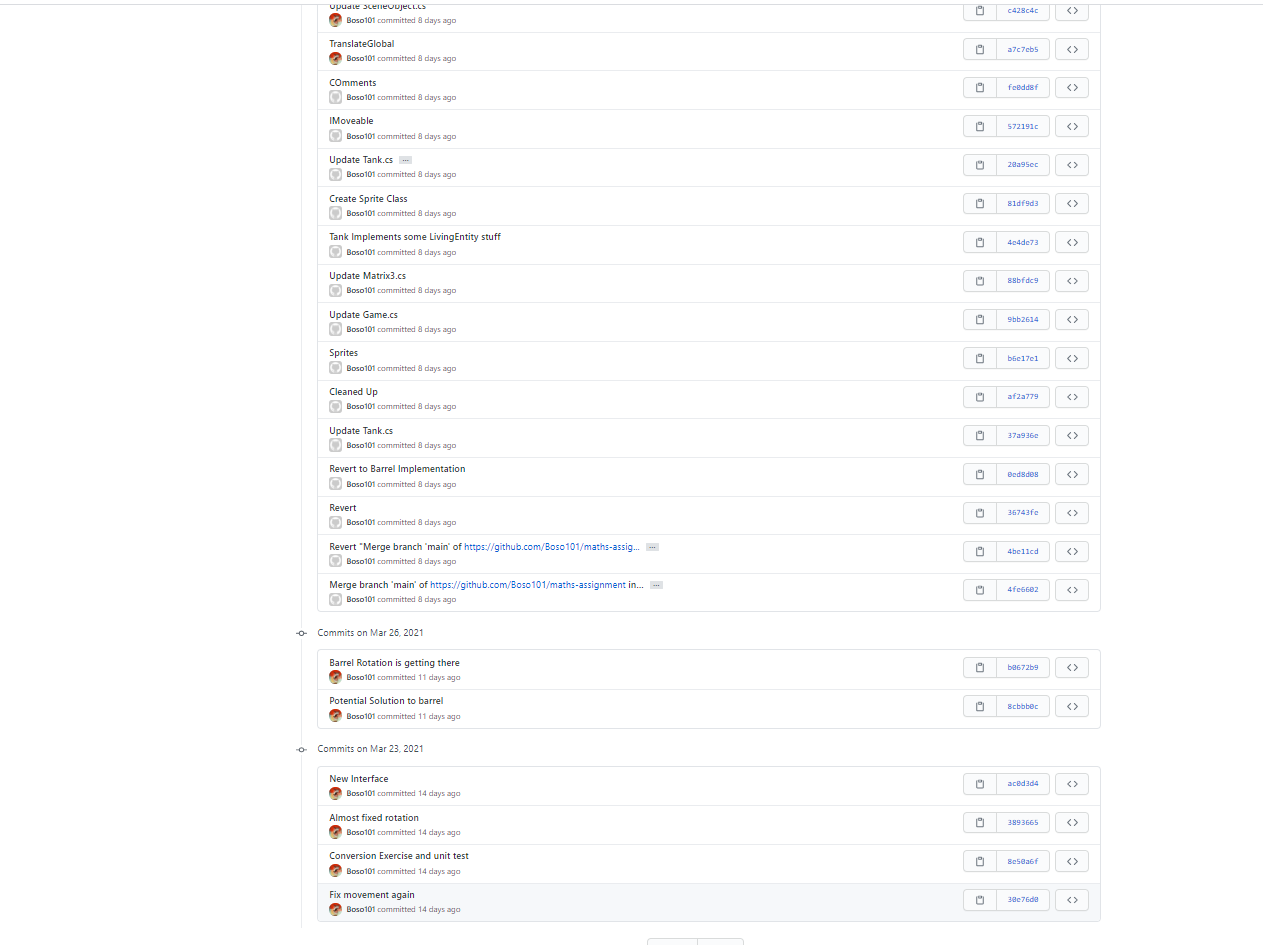 Update SceneObject.cs
Boso101 committed 8 days ago
c428c4c
TranslateGlobal
Boso101 committed 8 days ago
a7c7eb5
COmments
Boso101 committed 8 days ago
fe0dd8f
IMoveable
Boso101 committed 8 days ago
572191c
Update Tank.cs ...
Boso101 committed 8 days ago
20a95ec
Create Sprite Class
Boso101 committed 8 days ago
81df9d3
Tank Implements some LivingEntity stuff
Boso101 committed 8 days ago
4e4de73
Update Matrix3.cs
Boso101 committed 8 days ago
88bfdc9
Update Game.cs
Boso101 committed 8 days ago
9bb2614
Sprites
Boso101 committed 8 days ago
b6e17e1
Cleaned Up
Boso101 committed 8 days ago
af2a779
Update Tank.cs
Boso101 committed 8 days ago
37a936e
Revert to Barrel Implementation
Boso101 committed 8 days ago
0ed8d08
Revert
Boso101 committed 8 days ago
36743fe
Revert "Merge branch 'main' of https://github.com/Boso101/maths-assig... ...
Boso101 committed 8 days ago
4be11cd
Merge branch 'main' of https://github.com/Boso101/maths-assignment in... ...
Boso101 committed 8 days ago
4fe6602
Commits on Mar 26, 2021
Barrel Rotation is getting there
Boso101 committed 11 days ago
b0672b9
Potential Solution to barrel
Boso101 committed 11 days ago
8cbbb0c
Commits on Mar 23, 2021
New Interface
Boso101 committed 14 days ago
ac0d3d4
Almost fixed rotation
Boso101 committed 14 days ago
3893665
Conversion Exercise and unit test
Boso101 committed 14 days ago
8e50a6f
Fix movement again
Boso101 committed 14 days ago
30e76d0